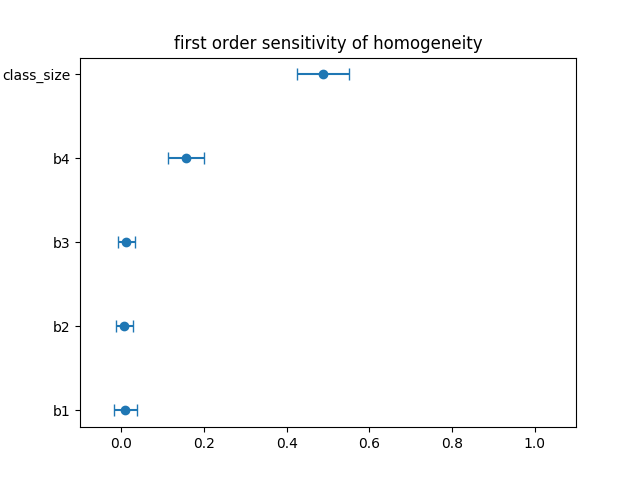 first order sensitivity of homogeneity
class_size
b4
b3
b2
b1
0.0 0.2 0.4 0.6 0.8 1.0